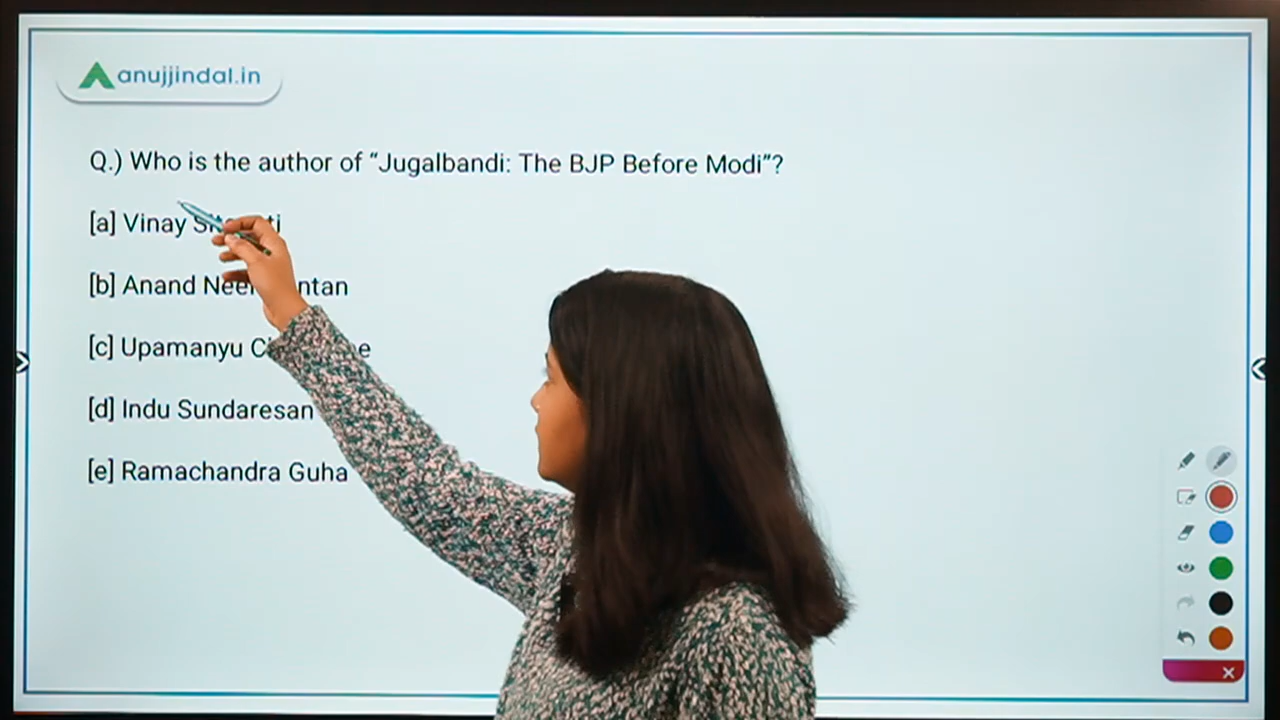 anujjindal.in
Q.) Who is the author of “Jugalbandi: The BJP Before Modi”?
[a] Vinay
[b] Anand
[c] Upamanyu
[d] Indu Sundaresan
[e] Ramachandra Guha